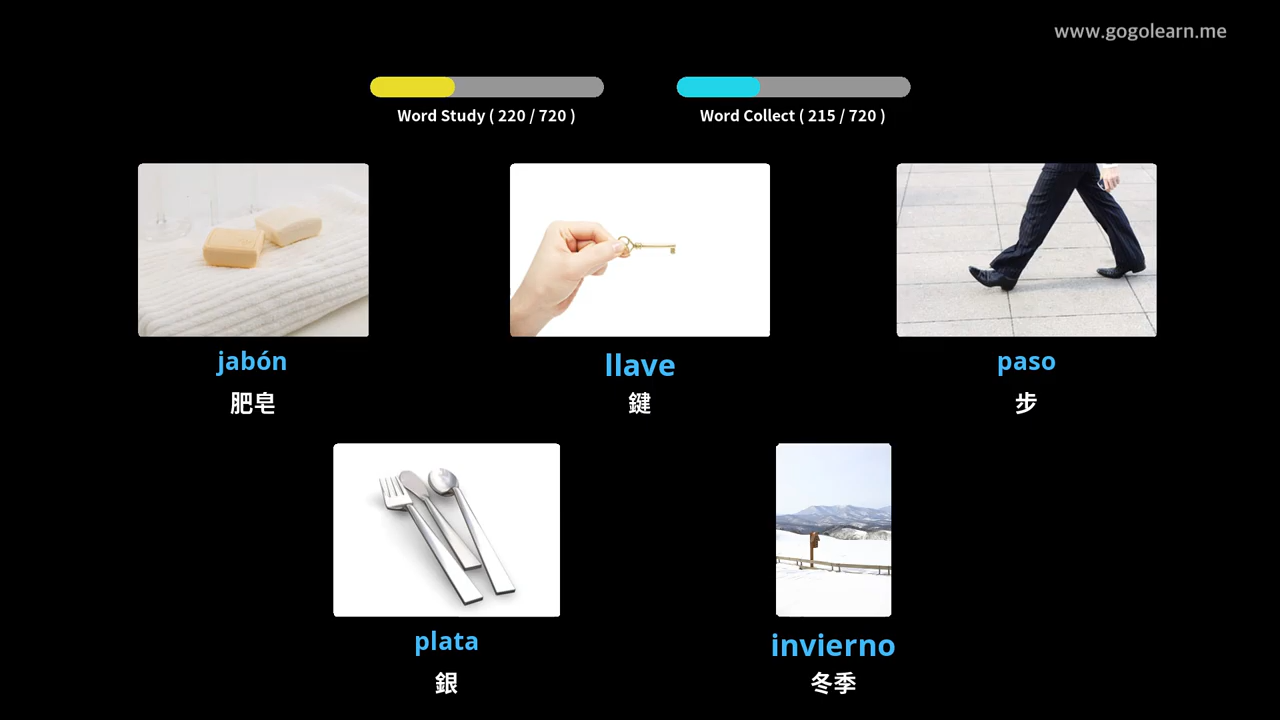 www.gogolearn.me
Word Study ( 220 / 720 )
Word Collect ( 215 / 720 )
jabón
肥皂
llave
鍵
paso
步
plata
銀
invierno
冬季